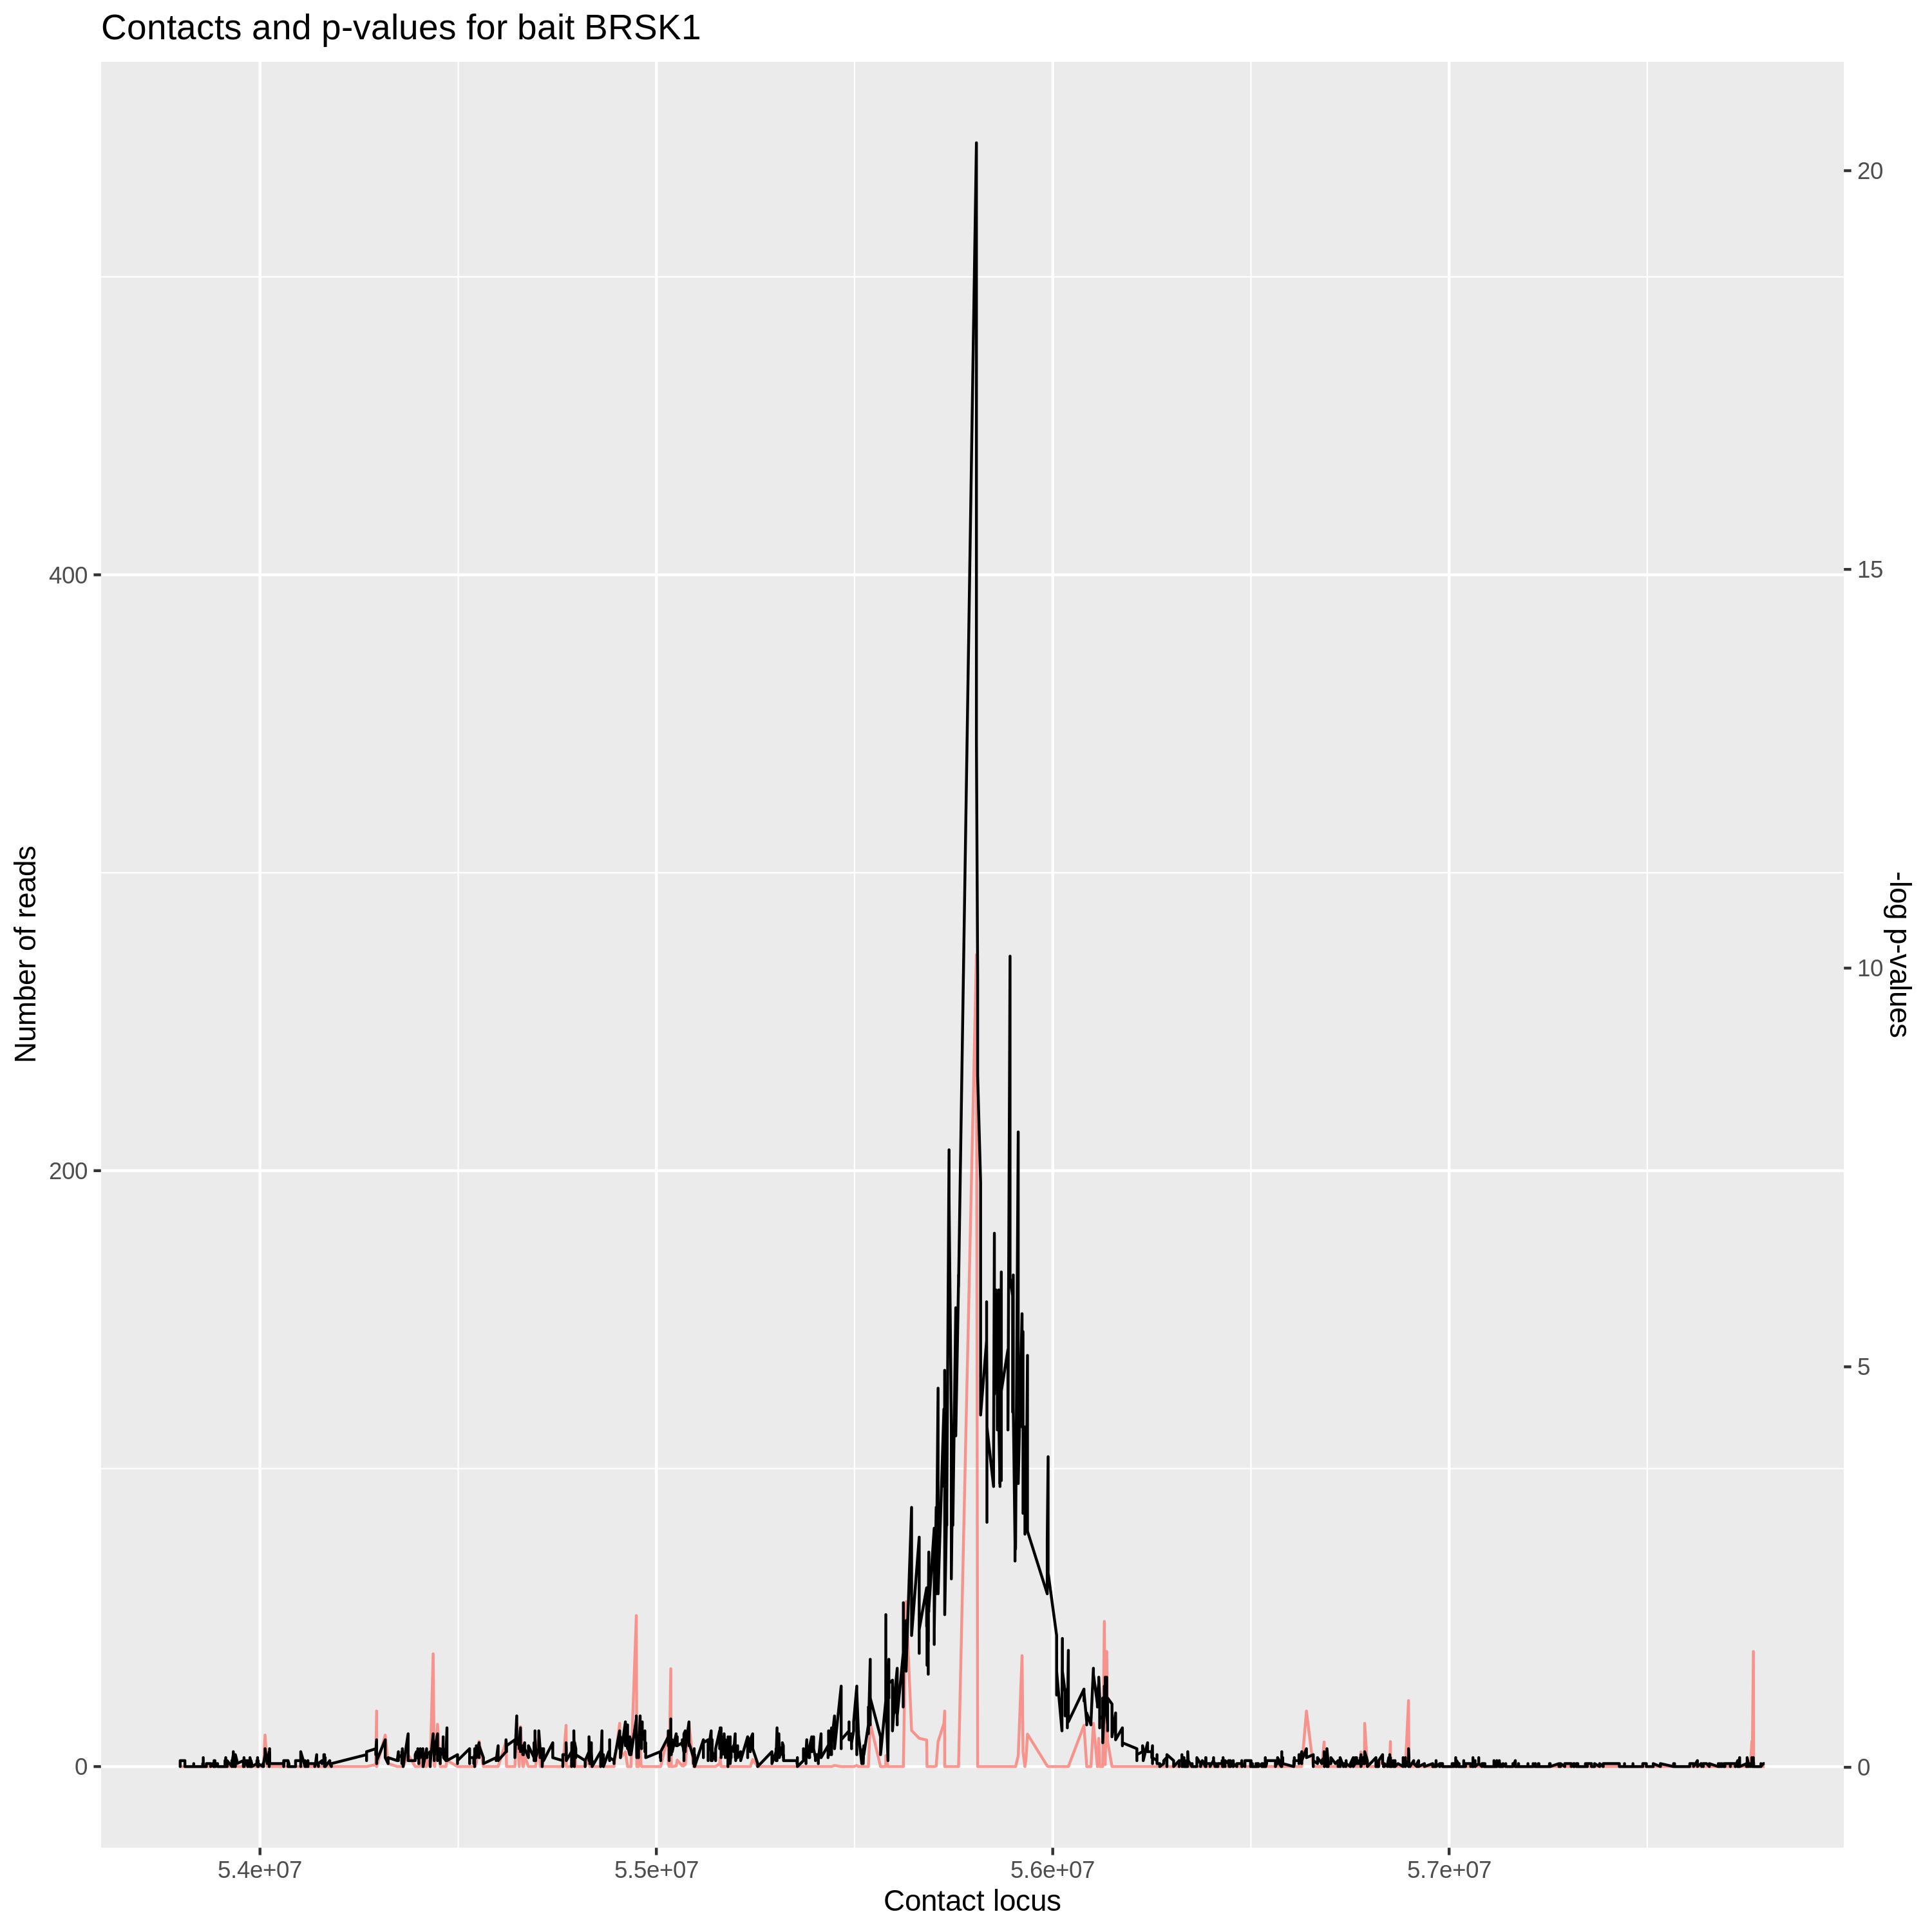 Contacts and p-values for bait BRSK1
Number of reads
400
200
0
20
15
10
5
0
-log p-values
5.4e+07
5.5e+07
5.6e+07
5.7e+07
Contact locus